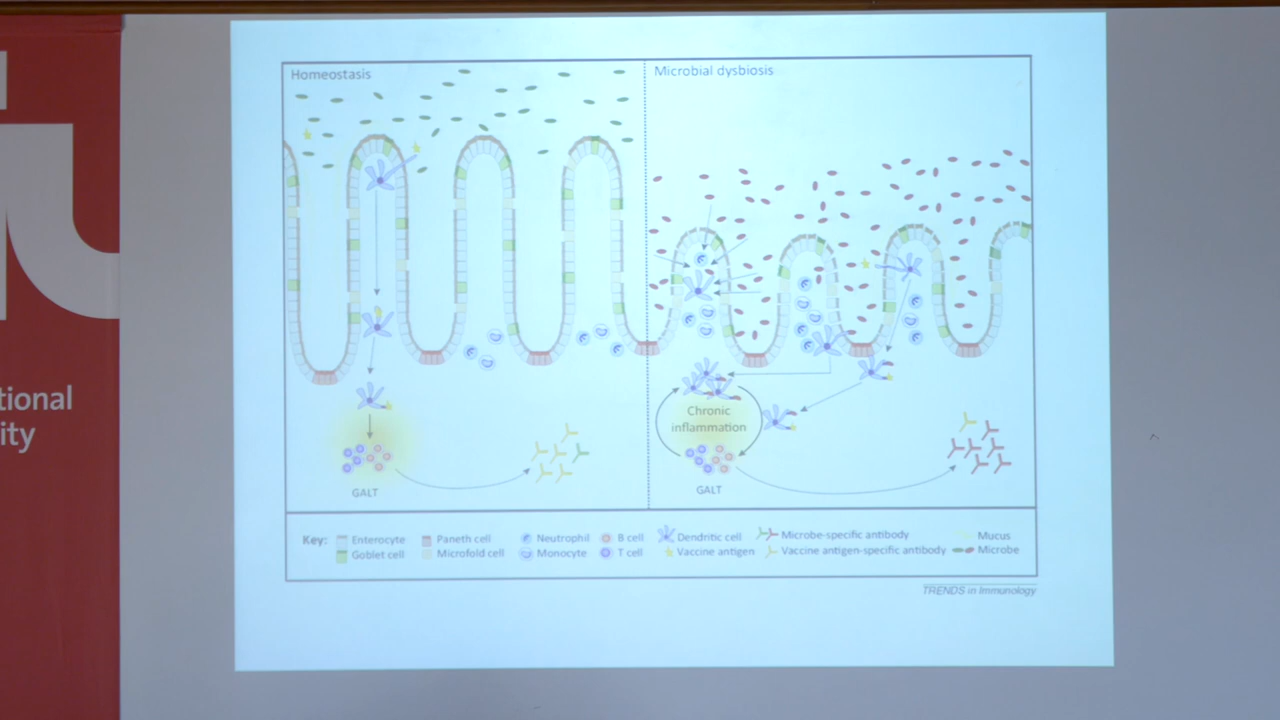 tional
ity
Homeostasis
Microbial dysbiosis
Chronic
inflammation
GALT
GALT
Key:
Enterocyte
Goblet cell
Paneth cell
Microfold cell
Neutrophil
Monocyte
B cell
T cell
Dendritic cell
Vaccine antigen
Microbe-specific antibody
Vaccine antigen-specific antibody
Mucus
Microbe
TRENDS in Immunology